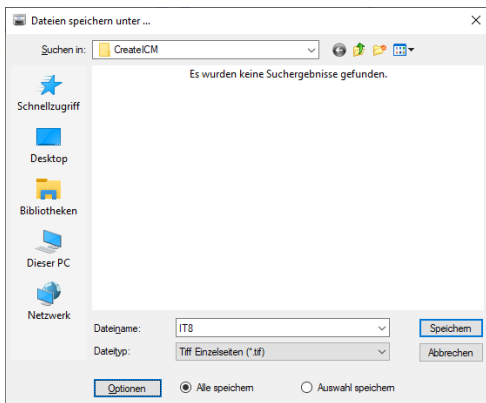 Dateien speichern unter ...
Suchen in:
CreateICM
Es wurden keine Suchergebnisse gefunden.
Schnellzugriff
Desktop
Bibliotheken
Dieser PC
Netzwerk
Dateiname:
IT8
Speichern
Dateityp:
Tiff Einzelseiten (*.tif)
Abbrechen
Optionen
Alle speichern
Auswahl speichern